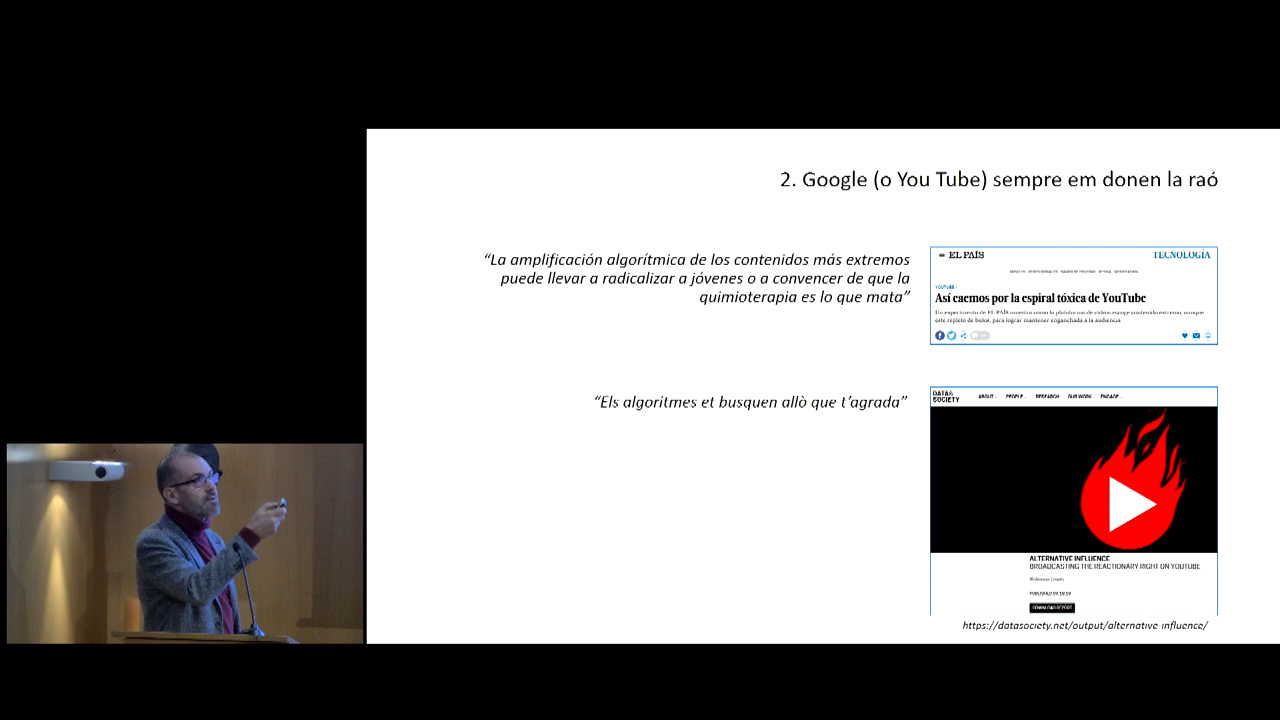 2. Google (o You Tube) sempre em donen la raó
“La amplificación algorítmica de los contenidos más extremos
puede llevar a radicalizar a jóvenes o a convencer de que la
quimioterapia es lo que mata”
EL PAÍS
TECNOLOGÍA
YOUTUBE
Así caemos por la espiral tóxica de YouTube
“Els algoritmes et busquen allò que t’agrada”
DATA&
SOCIETY
ABOUT PEOPLE RESEARCH OUR WORK ENGAGE
ALTERNATIVE INFLUENCE
BROADCASTING THE REACTIONARY RIGHT ON YOUTUBE
DOWNLOAD REPORT
https://datasociety.net/output/alternative-influence/